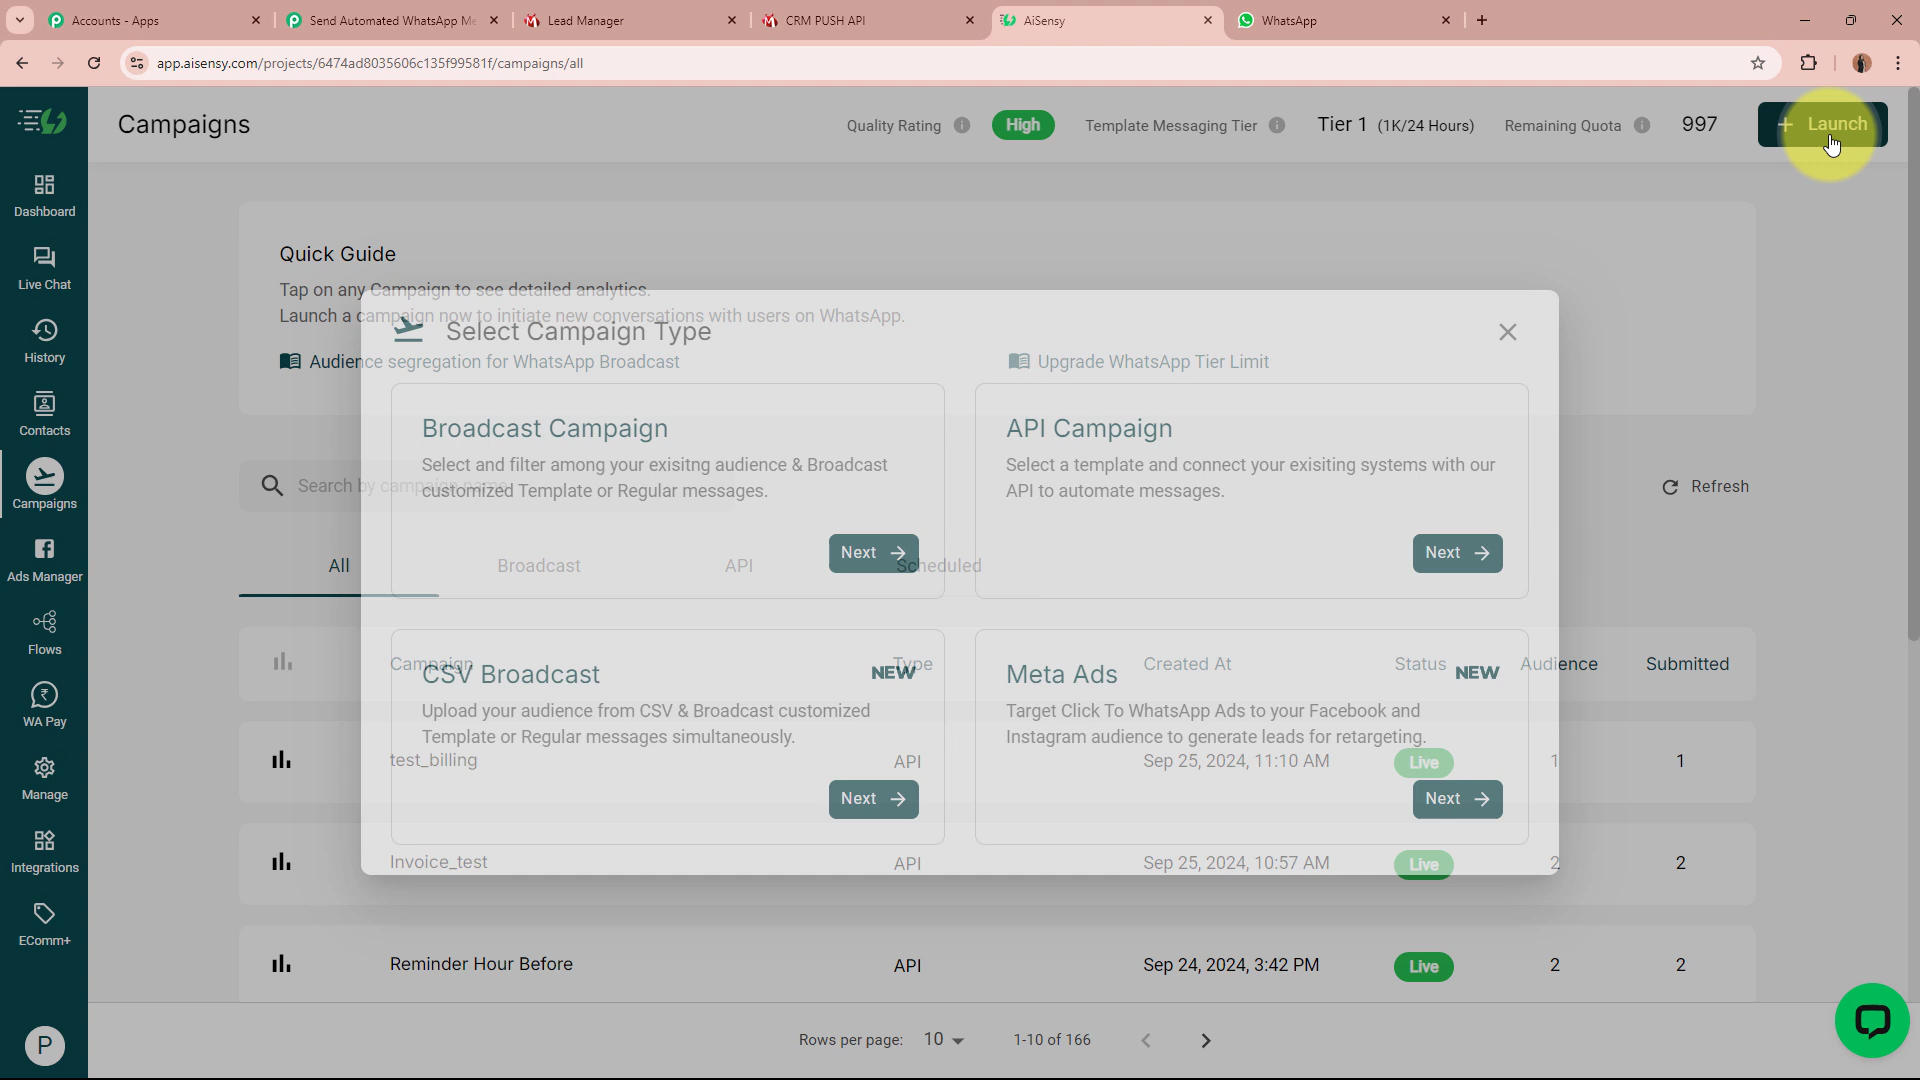 Accounts - Apps
Send Automated WhatsApp Me
Lead Manager
CRM PUSH API
AiSensy
WhatsApp
app.aisensy.com/projects/6474ad8035606c135f99581f/campaigns/all
Campaigns
Quality Rating
High
Template Messaging Tier
Tier 1 (1K/24 Hours)
Remaining Quota
997
+ Launch
Dashboard
Live Chat
History
Contacts
Campaigns
Ads Manager
Flows
WA Pay
Manage
Integrations
EComm+
P
Quick Guide
Tap on any Campaign to see detailed analytics.
Launch a campaign now to initiate new conversations with users on WhatsApp.
Audience segregation for WhatsApp Broadcast
Upgrade WhatsApp Tier Limit
Search by campaign name
Refresh
All
Broadcast
API
Scheduled
Select Campaign Type
Broadcast Campaign
Select and filter among your exisitng audience & Broadcast
customized Template or Regular messages.
Next
API Campaign
Select a template and connect your exisiting systems with our
API to automate messages.
Next
CSV Broadcast
NEW
Upload your audience from CSV & Broadcast customized
Template or Regular messages simultaneously.
Next
Meta Ads
NEW
Target Click To WhatsApp Ads to your Facebook and
Instagram audience to generate leads for retargeting.
Next
Campaign Type Created At Status Audience Submitted
test_billing API Sep 25, 2024, 11:10 AM Live 1 1
Invoice_test API Sep 25, 2024, 10:57 AM Live 2 2
Reminder Hour Before API Sep 24, 2024, 3:42 PM Live 2 2
Rows per page: 10 1-10 of 166